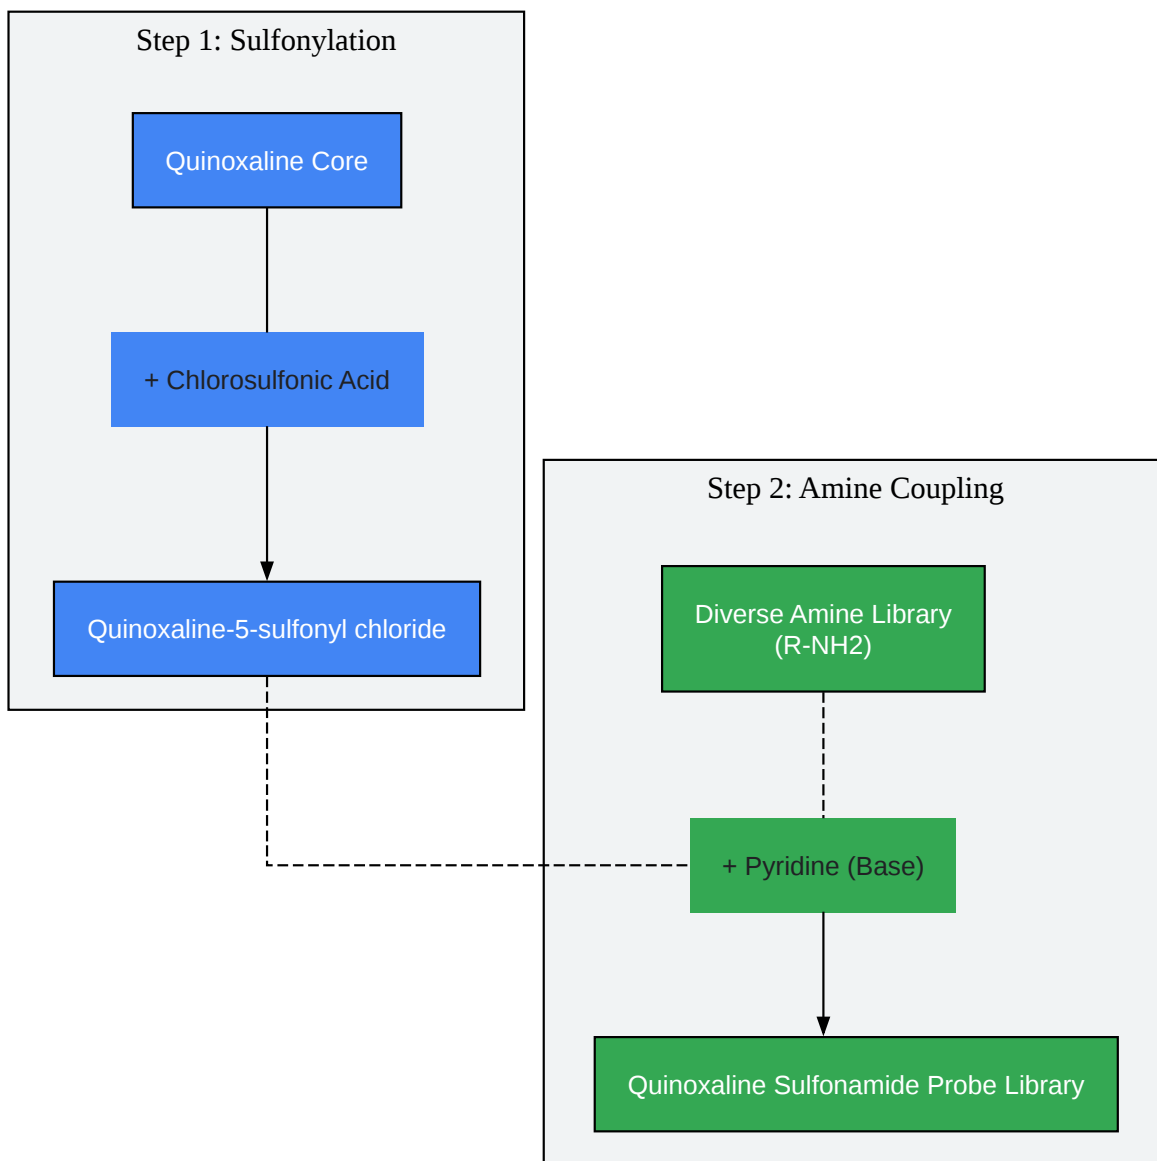 Step 1: Sulfonylation
Quinoxaline Core
+ Chlorosulfonic Acid
Quinoxaline-5-sulfonyl chloride
Step 2: Amine Coupling
Diverse Amine Library
(R-NH2)
+ Pyridine (Base)
Quinoxaline Sulfonamide Probe Library